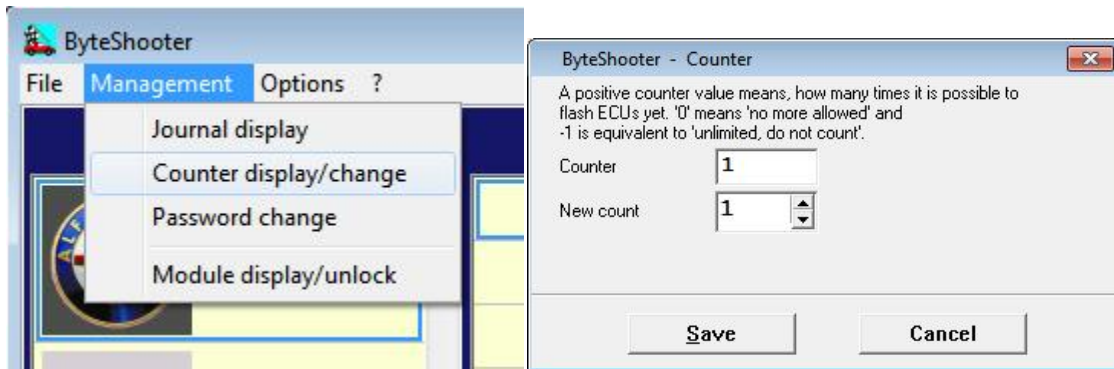 ByteShooter
File Management Options ?
Journal display
Counter display/change
Password change
Module display/unlock
ALF
ByteShooter - Counter
A positive counter value means, how many times it is possible to
flash ECUs yet. '0' means 'no more allowed' and
-1 is equivalent to 'unlimited, do not count'.
Counter 1
New count 1
Save Cancel